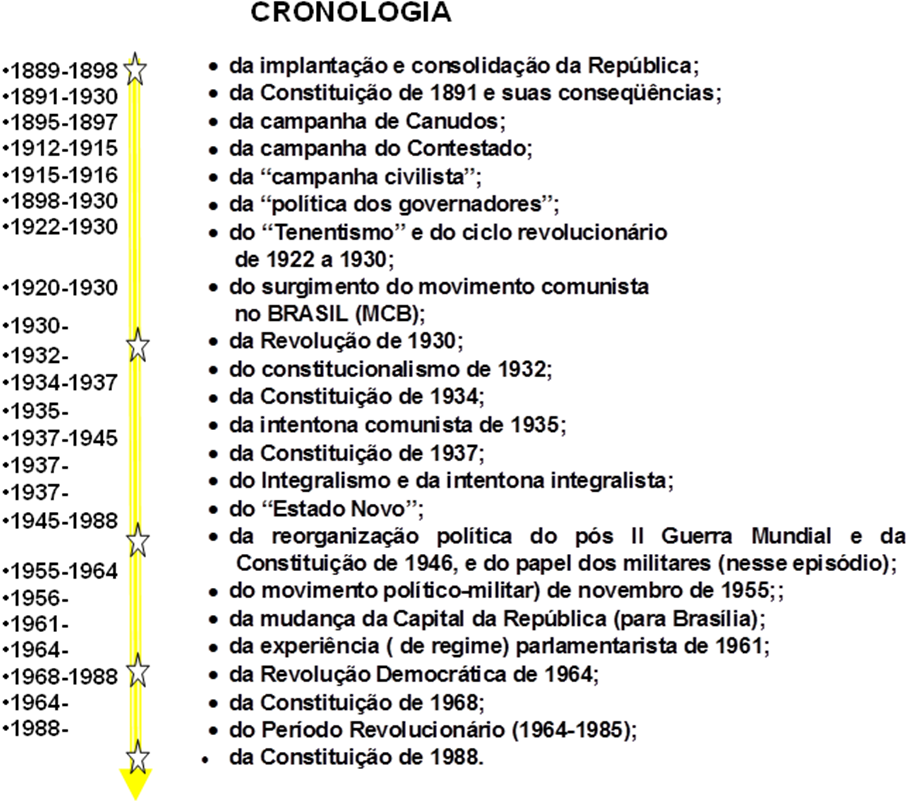 CRONOLOGIA
•1889-1898 • da implantação e consolidação da República;
•1891-1930 • da Constituição de 1891 e suas conseqüências;
•1895-1897 • da campanha de Canudos;
•1912-1915 • da campanha do Contestado;
•1915-1916 • da “campanha civilista”;
•1898-1930 • da “política dos governadores”;
•1922-1930 • do “Tenentismo” e do ciclo revolucionário
de 1922 a 1930;
•1920-1930 • do surgimento do movimento comunista
no BRASIL (MCB);
•1930- • da Revolução de 1930;
•1932- • do constitucionalismo de 1932;
•1934-1937 • da Constituição de 1934;
•1935- • da intentona comunista de 1935;
•1937-1945 • da Constituição de 1937;
•1937- • do Integralismo e da intentona integralista;
•1937- • do “Estado Novo”;
•1945-1988 • da reorganização política do pós II Guerra Mundial e da
Constituição de 1946, e do papel dos militares (nesse episódio);
•1955-1964 • do movimento político-militar) de novembro de 1955;;
•1956- • da mudança da Capital da República (para Brasília);
•1961- • da experiência ( de regime) parlamentarista de 1961;
•1964- • da Revolução Democrática de 1964;
•1968-1988 • da Constituição de 1968;
•1964- • do Período Revolucionário (1964-1985);
•1988- • da Constituição de 1988.